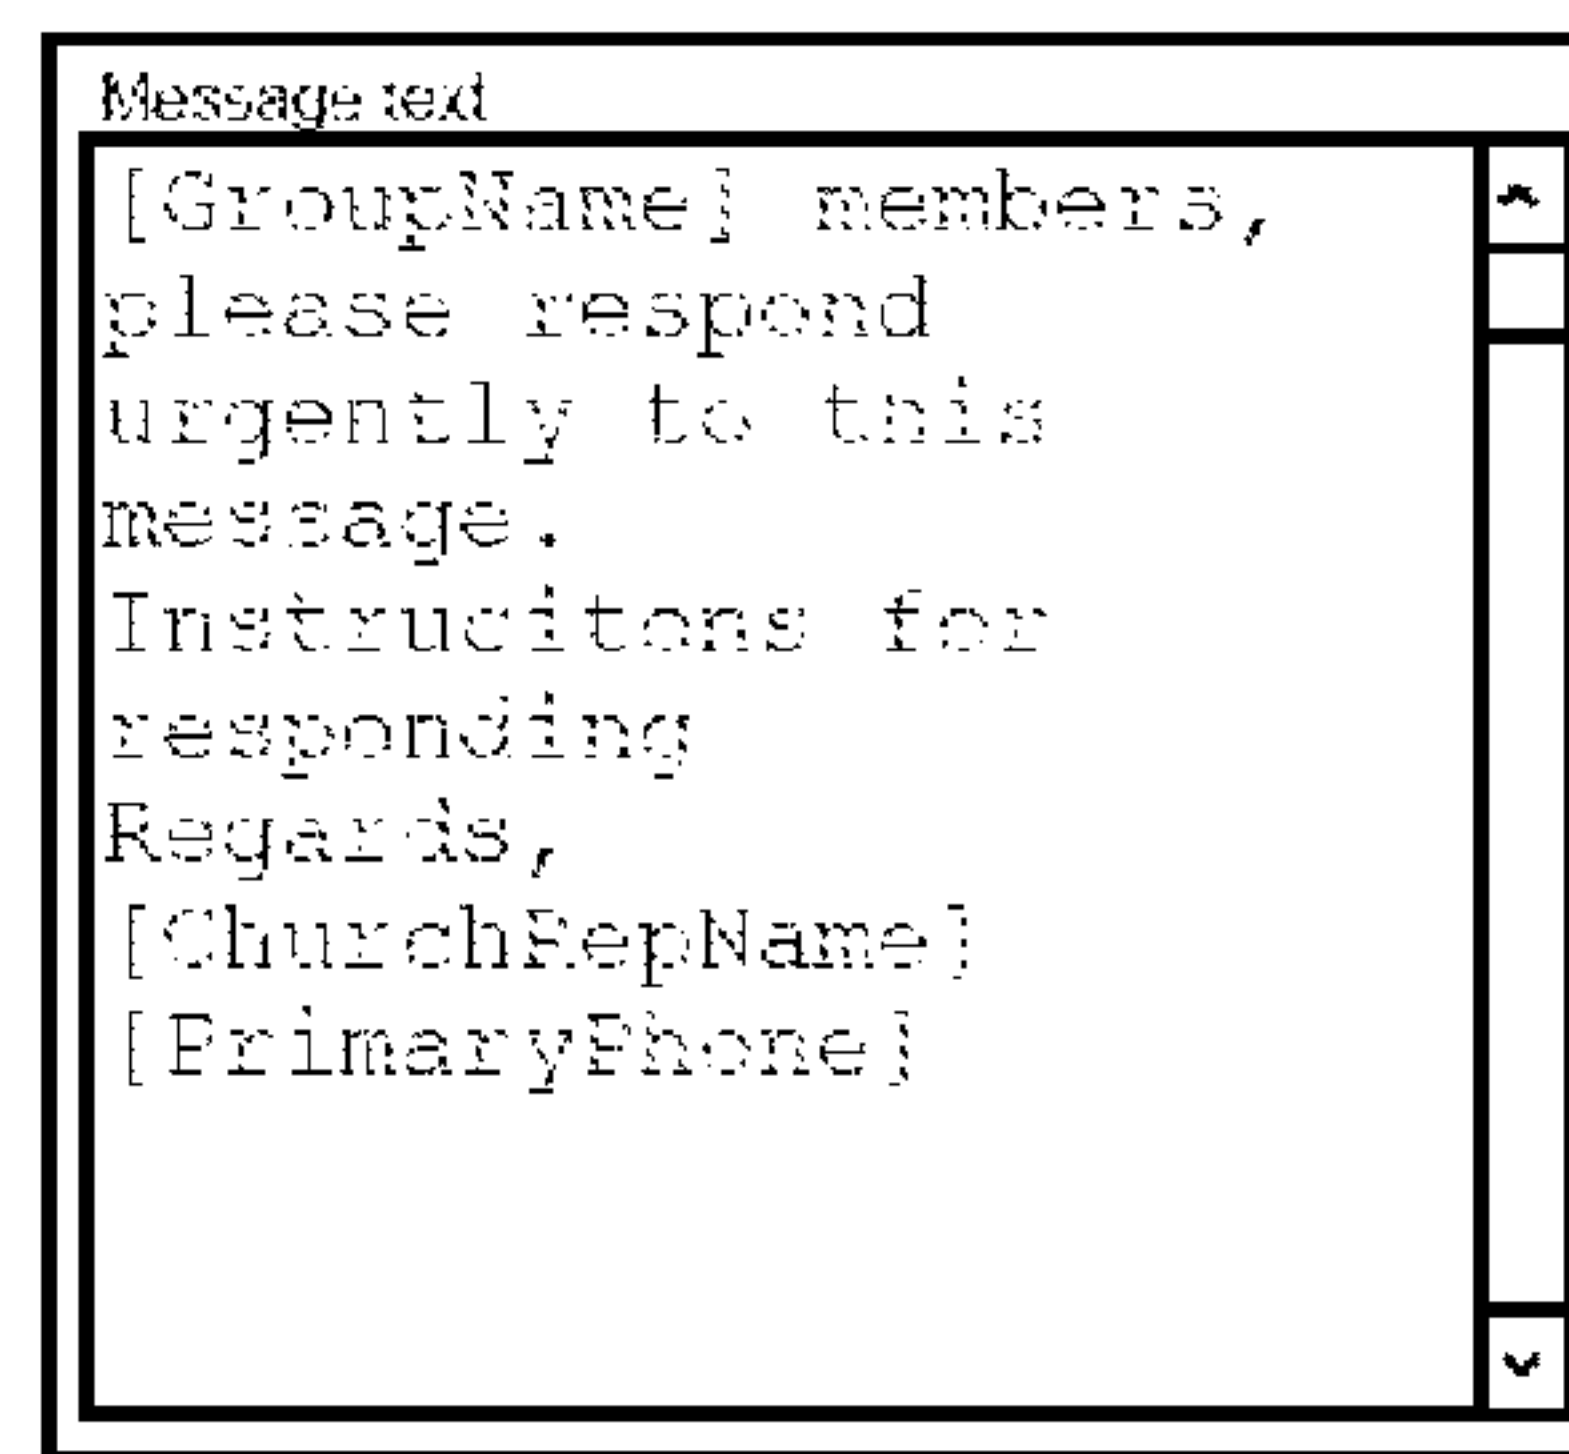 Message text
[GroupName] members,
please respond
urgently to this
message.
Instrucitons for
responding
Regards,
[ChurchRepName]
[PrimaryPhone]